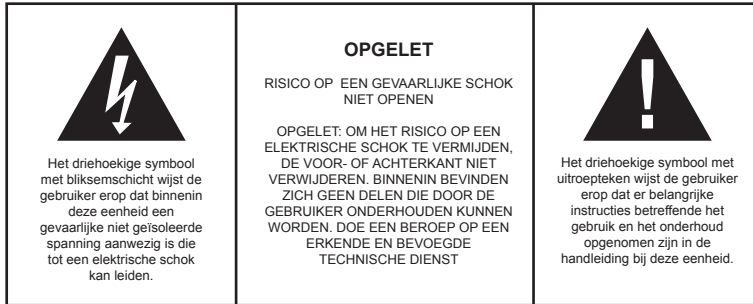 Het driehoekige symbool
met bliksemschicht wijst de
gebruiker erop dat binnenin
deze eenheid een
gevaarlijke niet geïsoleerde
spanning aanwezig is die
tot een elektrische schok
kan leiden.
OPGELET
RISICO OP EEN GEVAARLIJKE SCHOK
NIET OPENEN
OPGELET: OM HET RISICO OP EEN
ELEKTRISCHE SCHOK TE VERMIJDEN,
DE VOOR- OF ACHTERKANT NIET
VERWIJDEREN. BINNENIN BEVINDEN
ZICH GEEN DELEN DIE DOOR DE
GEBRUIKER ONDERHOUDEN KUNNEN
WORDEN. DOE EEN BEROEP OP EEN
ERKENDE EN BEVOEGDE
TECHNISCHE DIENST
!
Het driehoekige symbool met
uitroepteken wijst de gebruiker
erop dat er belangrijke
instructies betreffende het
gebruik en het onderhoud
opgenomen zijn in de
handleiding bij deze eenheid.